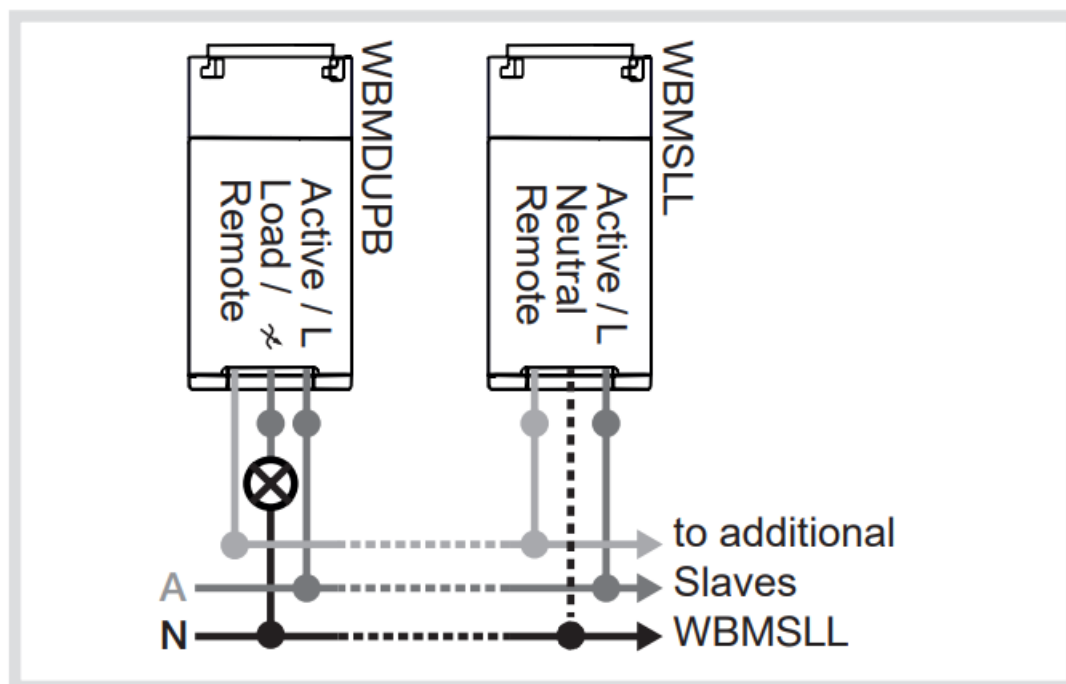 WBMDUPB
Active / L
Load /
Remote
WBMSLL
Active / L
Neutral
Remote
to additional
A
Slaves
N
WBMSLL